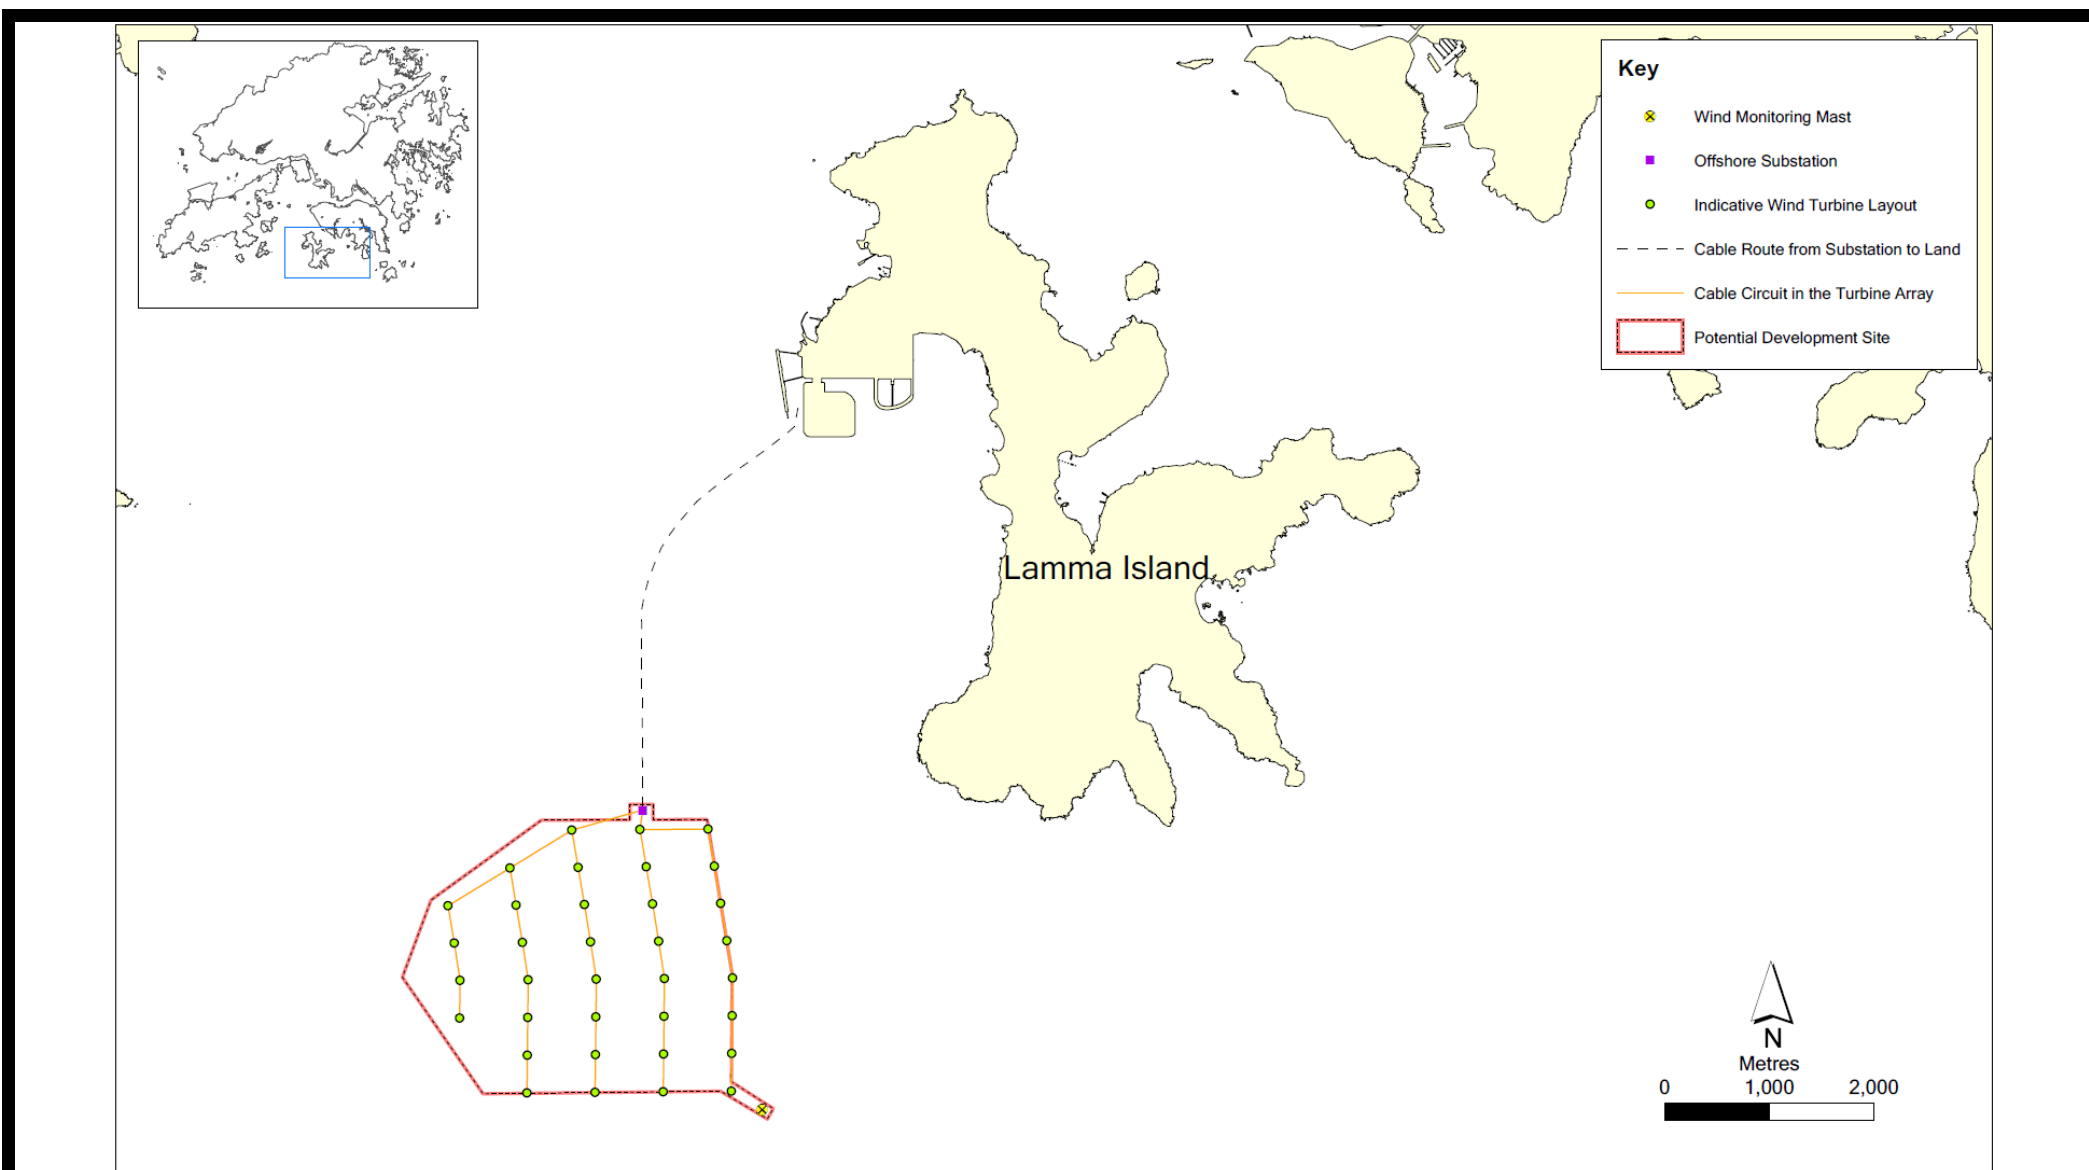 Key
Wind Monitoring Mast
Offshore Substation
Indicative Wind Turbine Layout
Cable Route from Substation to Land
Cable Circuit in the Turbine Array
Potential Development Site
Lamma Island
N
Metres
0 1,000 2,000